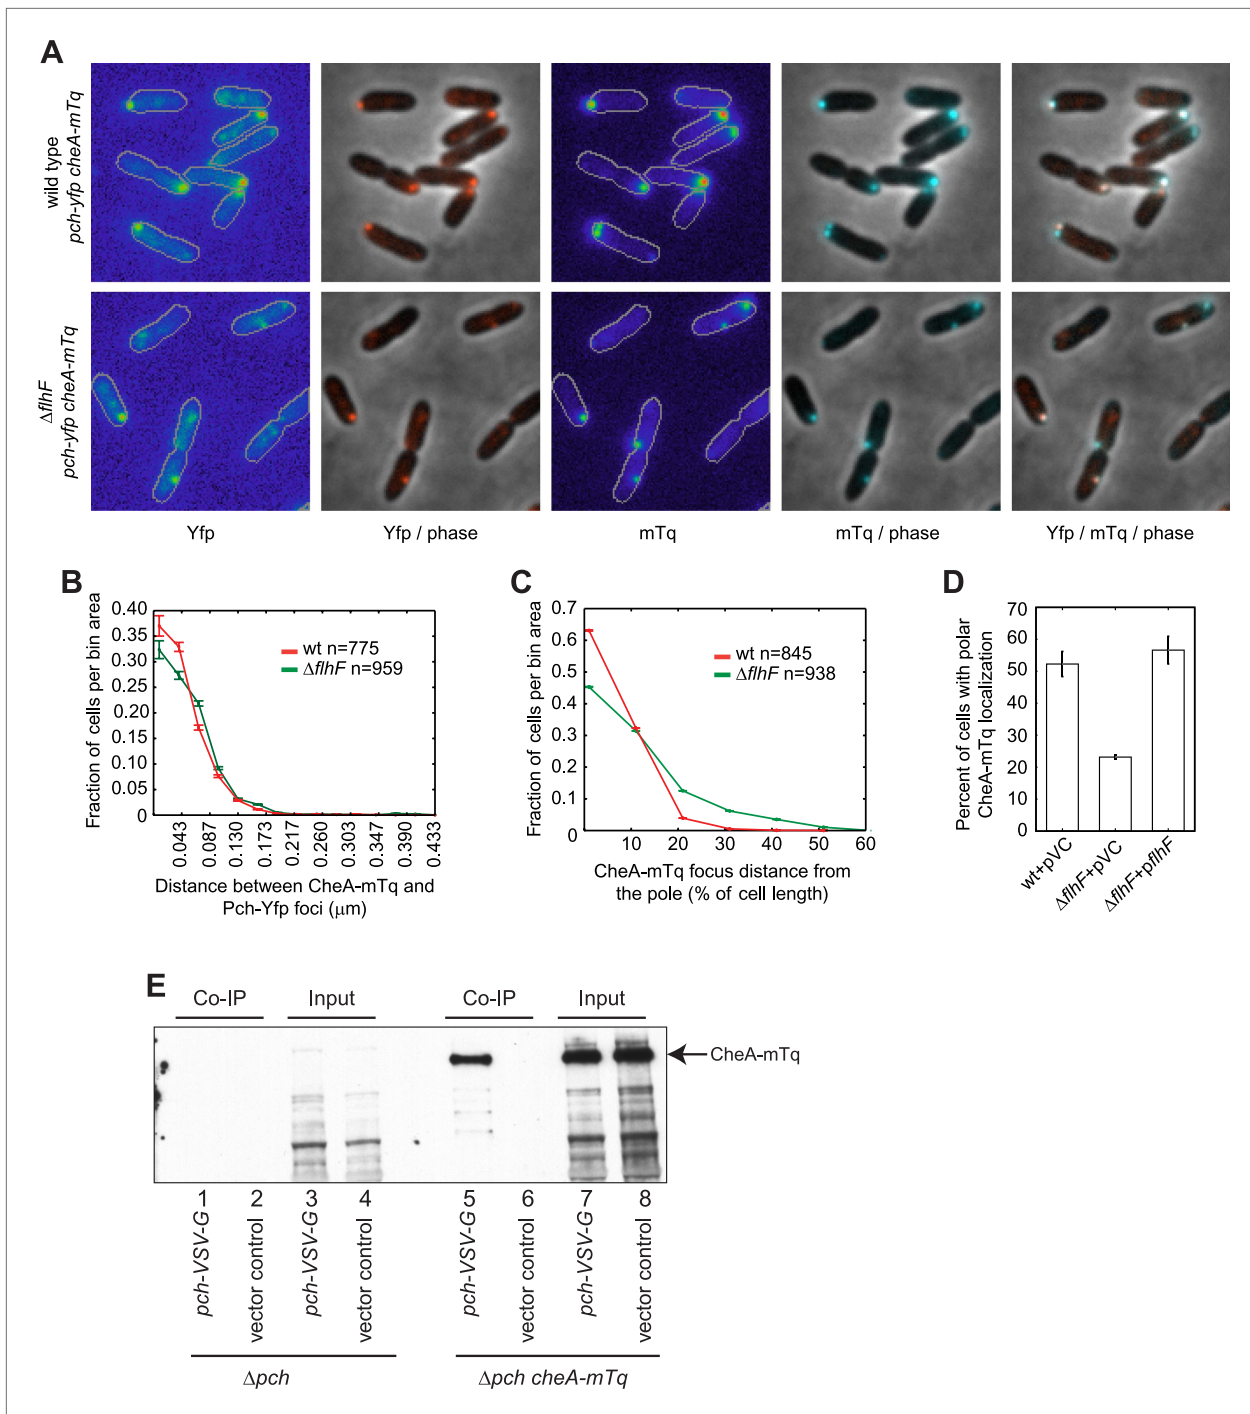 A
wild type
pch-yfp cheA-mTq
ΔflhF
pch-yfp cheA-mTq
Yfp
Yfp / phase
mTq
mTq / phase
Yfp / mTq / phase
B
Fraction of cells per bin area
0.40
0.35
0.30
0.25
0.20
0.15
0.10
0.05
0
wt n=775
ΔflhF n=959
0.043
0.087
0.130
0.173
0.217
0.260
0.303
0.347
0.390
0.433
Distance between CheA-mTq and
Pch-Yfp foci (μm)
C
Fraction of cells per bin area
0.7
0.6
0.5
0.4
0.3
0.2
0.1
0
wt n=845
ΔflhF n=938
0 10 20 30 40 50 60
CheA-mTq focus distance from
the pole (% of cell length)
D
Percent of cells with polar
CheA-mTq localization
70
60
50
40
30
20
10
0
wt+pVC
ΔflhF+pVC
ΔflhF+pflhF
E
Co-IP Input Co-IP Input
CheA-mTq
1 2 3 4 5 6 7 8
pch-VSV-G
vector control
pch-VSV-G
vector control
pch-VSV-G
vector control
pch-VSV-G
vector control
Δpch
Δpch cheA-mTq